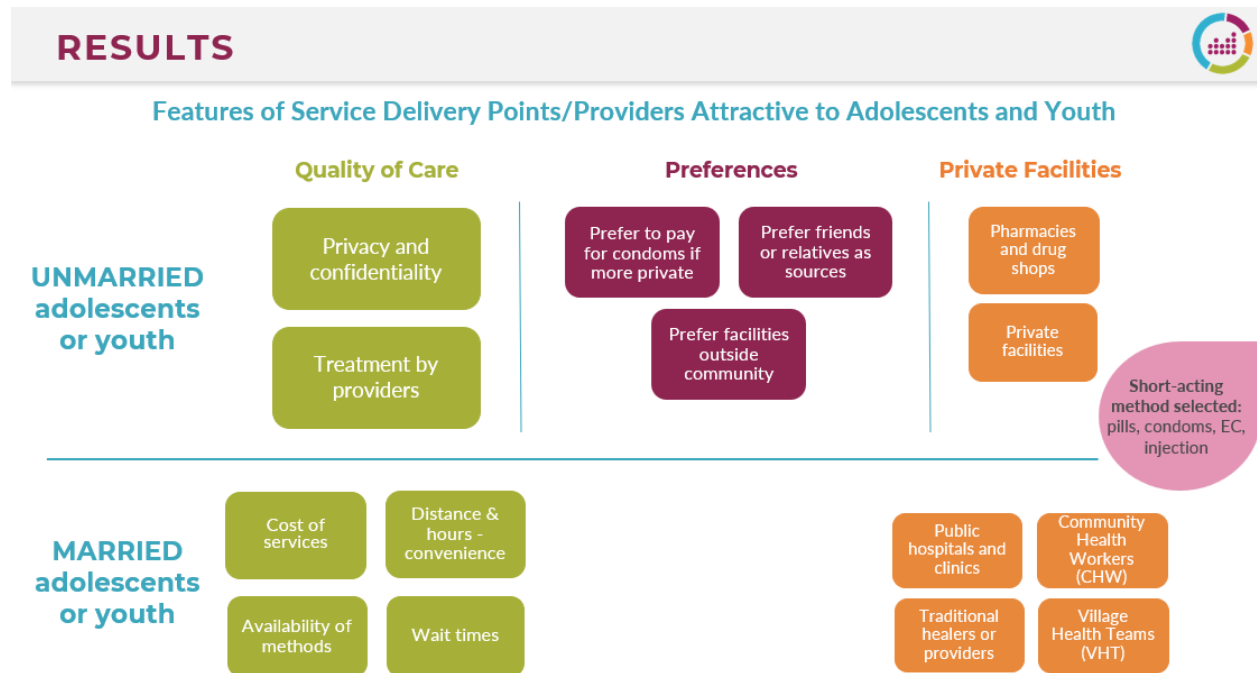 RESULTS
Features of Service Delivery Points/Providers Attractive to Adolescents and Youth
Quality of Care
Preferences
Private Facilities
UNMARRIED
adolescents
or youth
Privacy and
confidentiality
Treatment by
providers
Prefer to pay
for condoms if
more private
Prefer friends
or relatives as
sources
Prefer facilities
outside
community
Pharmacies
and drug
shops
Private
facilities
Short-acting
method selected:
pills, condoms, EC,
injection
MARRIED
adolescents
or youth
Cost of
services
Distance &
hours -
convenience
Availability of
methods
Wait times
Public
hospitals and
clinics
Community
Health
Workers
(CHW)
Traditional
healers or
providers
Village
Health Teams
(VHT)